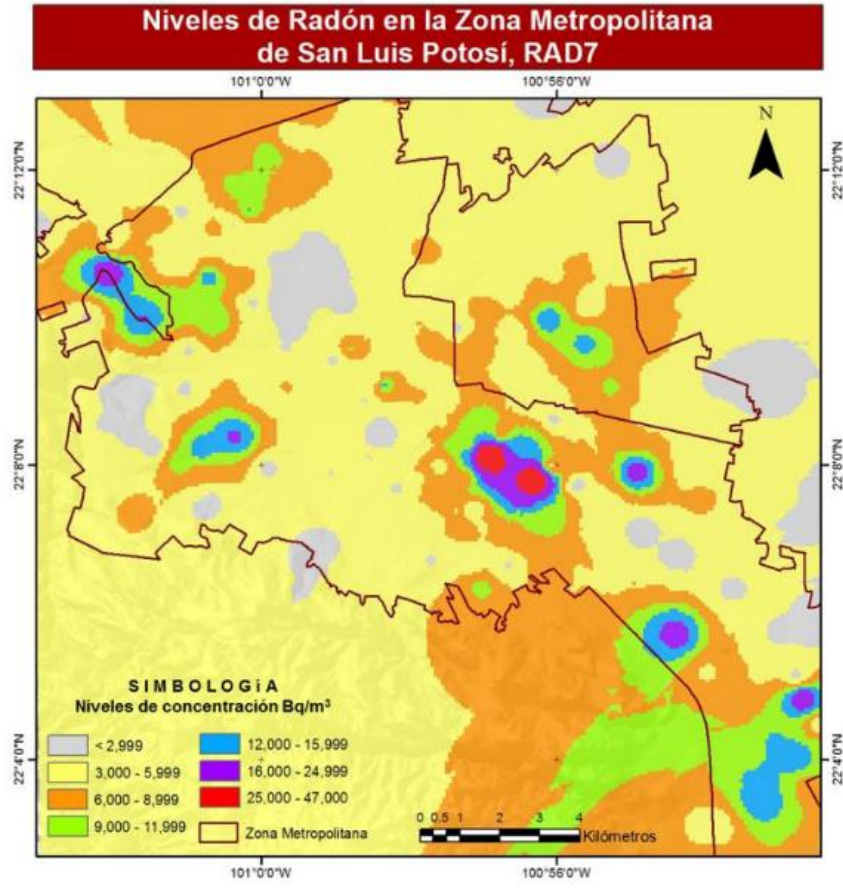 Niveles de Radón en la Zona Metropolitana
de San Luis Potosí, RAD7
101°0'0"W
100°56'0"W
N
22°12'0"N
22°12'0"N
22°8'0"N
22°8'0"N
22°4'0"N
22°4'0"N
SIMBOLOGiA
Niveles de concentración Bq/m³
< 2,999
3,000 - 5,999
6,000 - 8,999
9,000 - 11,999
12,000 - 15,999
16,000 - 24,999
25,000 - 47,000
Zona Metropolitana
0 0.5 1 2 3 4
Kilómetros
101°0'0"W
100°56'0"W